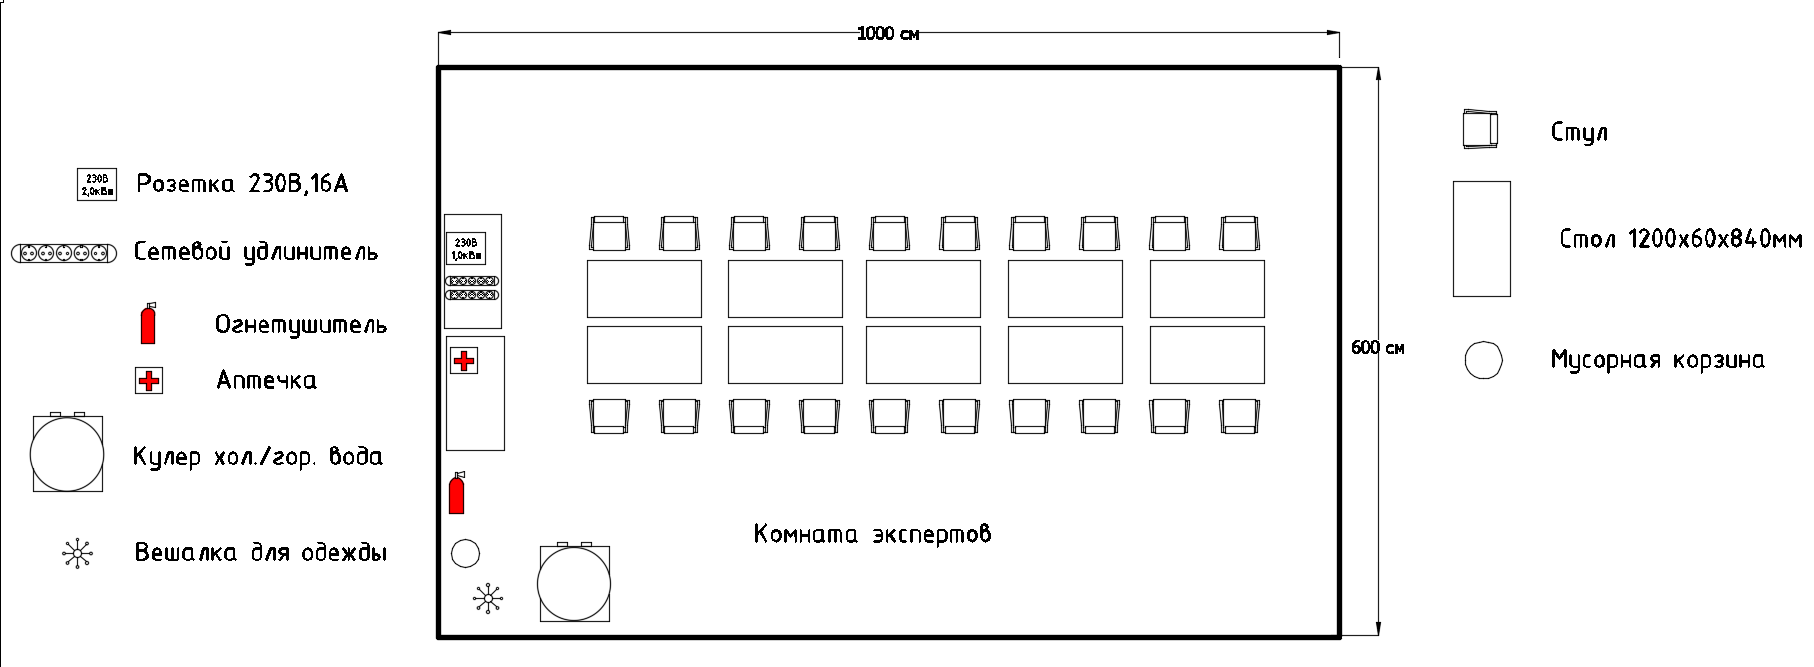 1000 см
230В
2,0кВт
Розетка 230В,16А
Сетевой удлинитель
Огнетушитель
Аптечка
Кулер хол./гор. вода
Вешалка для одежды
230В
1,0кВт
Комната экспертов
600 см
Стул
Стол 1200х60х840мм
Мусорная корзина